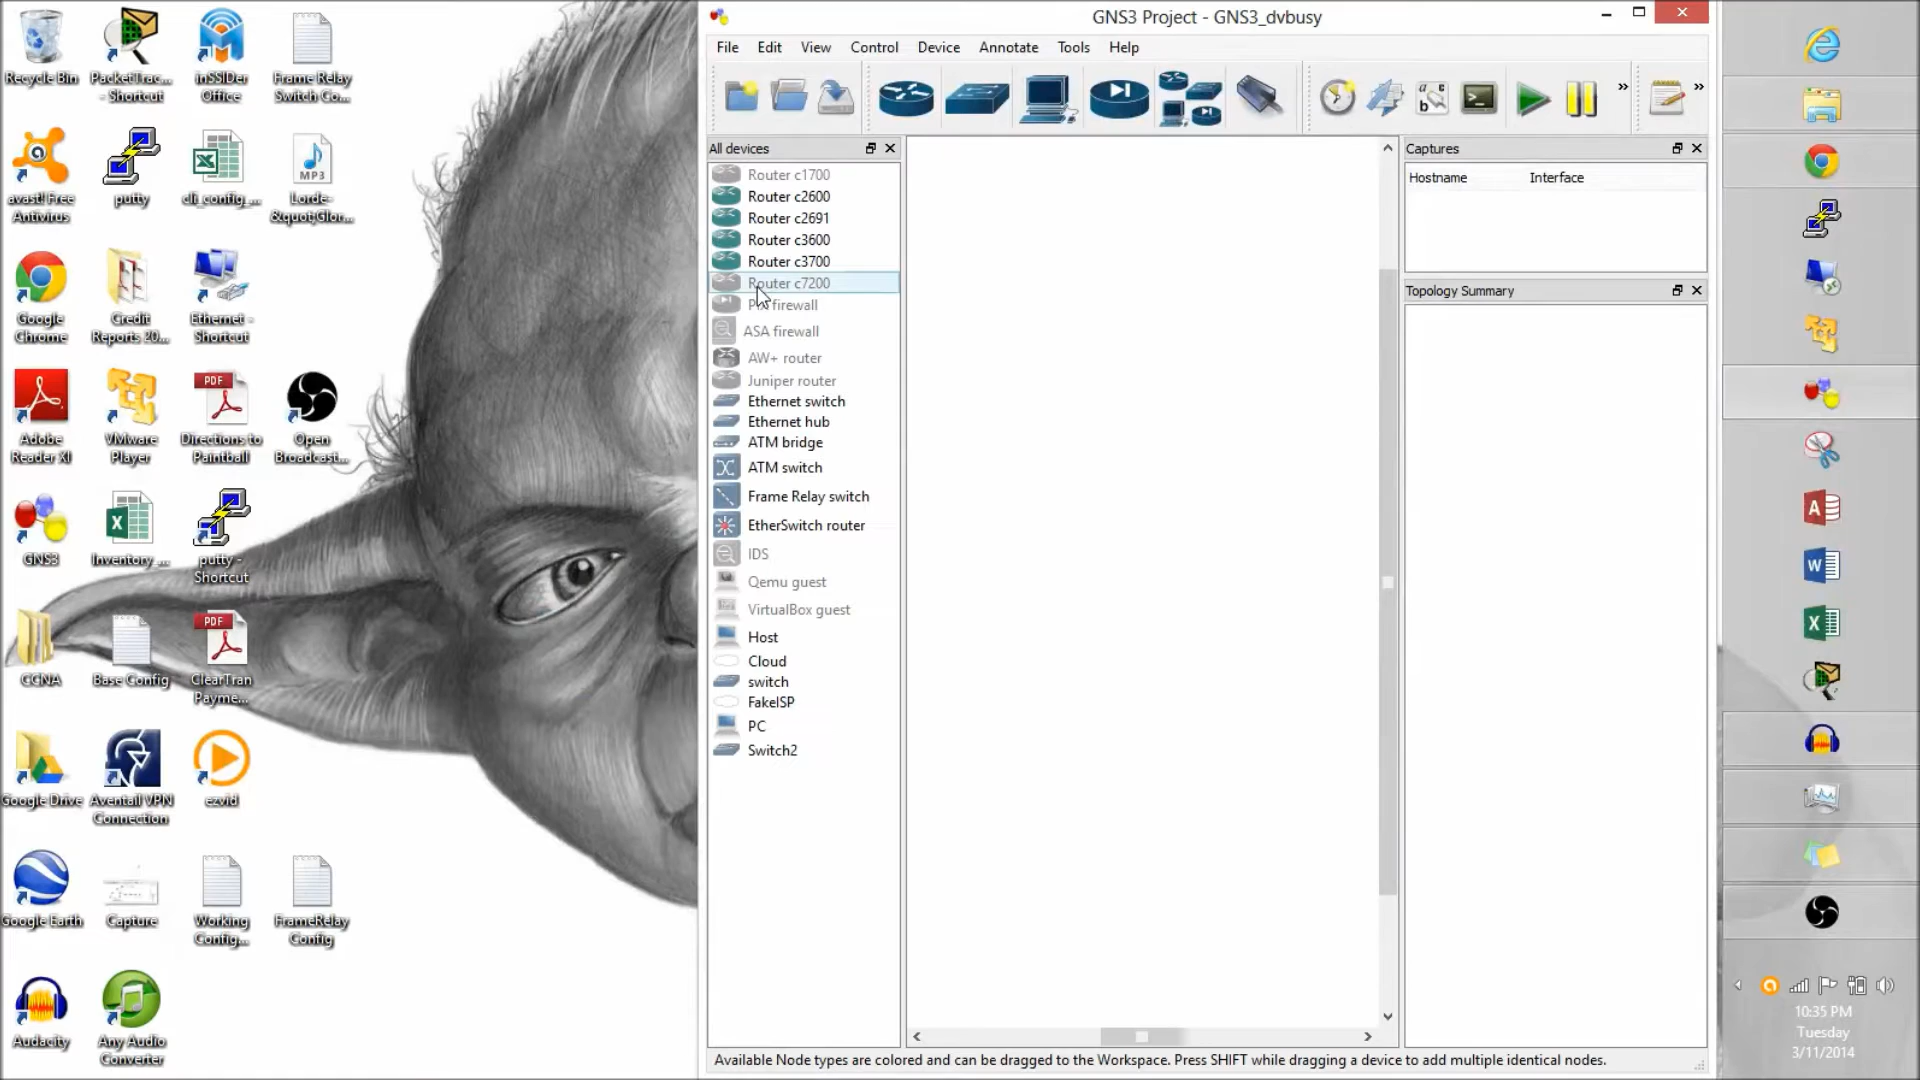 Recycle Bin
PacketTrac...
- Shortcut
inSSIDer
Office
Frame Relay
Switch Co...
avast! Free
Antivirus
putty
cli_config_...
MP3
Lorde-
&quot;Glor...
Google
Chrome
Credit
Reports 20...
Ethernet -
Shortcut
Adobe
Reader XI
VMware
Player
PDF
Directions to
Paintball
Open
Broadcast...
GNS3
Inventory_...
putty -
Shortcut
CCNA
Base Config
PDF
ClearTran
Payme...
Google Drive
Aventail VPN
Connection
ezvid
Google Earth
Capture
Working
Config...
FrameRelay
Config
Audacity
Any Audio
Converter
GNS3 Project - GNS3_dvbusy
File Edit View Control Device Annotate Tools Help
All devices
Router c1700
Router c2600
Router c2691
Router c3600
Router c3700
Router c7200
firewall
ASA firewall
AW+ router
Juniper router
Ethernet switch
Ethernet hub
ATM bridge
ATM switch
Frame Relay switch
EtherSwitch router
IDS
Qemu guest
VirtualBox guest
Host
Cloud
switch
FakeISP
PC
Switch2
Captures
Hostname Interface
Topology Summary
Available Node types are colored and can be dragged to the Workspace. Press SHIFT while dragging a device to add multiple identical nodes.
10:35 PM
Tuesday
3/11/2014